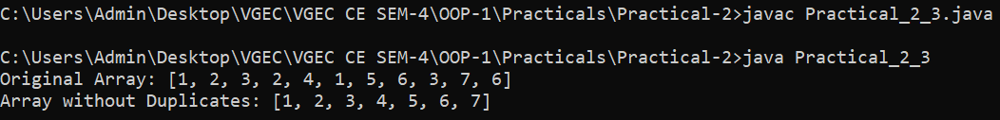 C:\Users\Admin\Desktop\VGEC\VGEC CE SEM-4\OOP-1\Practicals\Practical-2>javac Practical_2_3.java
C:\Users\Admin\Desktop\VGEC\VGEC CE SEM-4\OOP-1\Practicals\Practical-2>java Practical_2_3
Original Array: [1, 2, 3, 2, 4, 1, 5, 6, 3, 7, 6]
Array without Duplicates: [1, 2, 3, 4, 5, 6, 7]